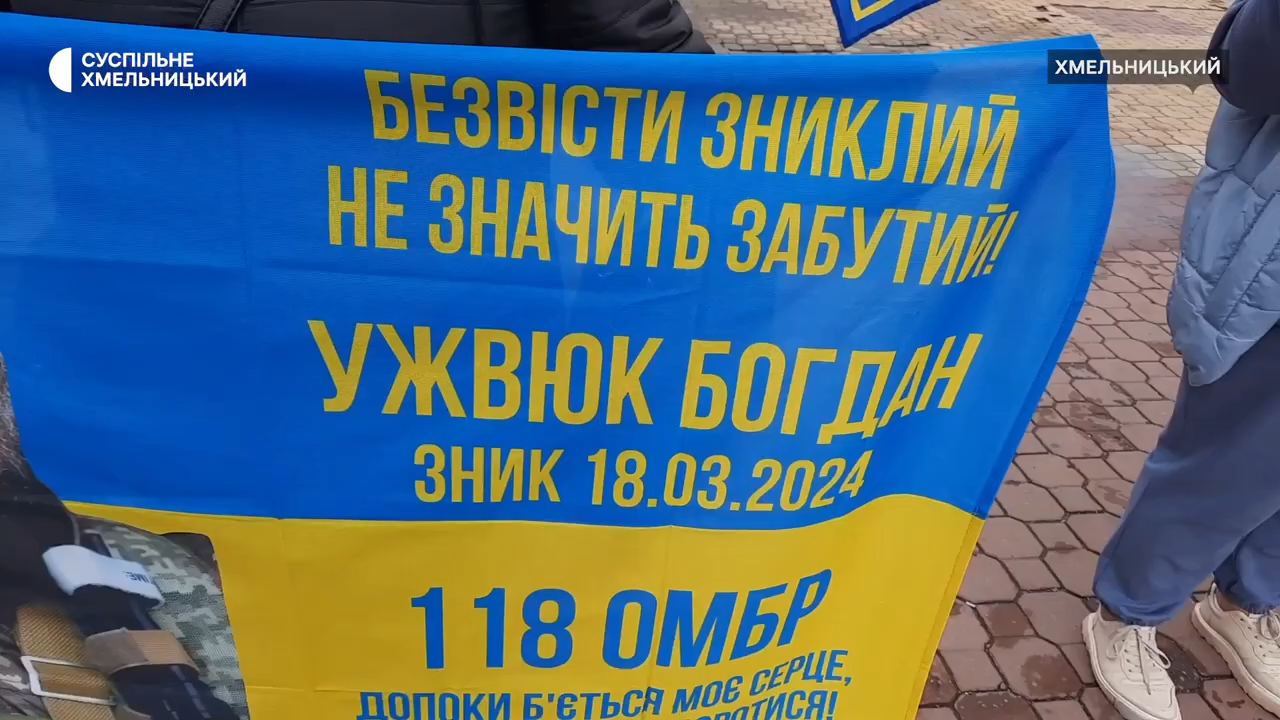 СУСПІЛЬНЕ
ХМЕЛЬНИЦЬКИЙ
ХМЕЛЬНИЦЬКИЙ
БЕЗВІСТИ ЗНИКЛИЙ
НЕ ЗНАЧИТЬ ЗАБУТИЙ!
УЖВЮК БОГДАН
ЗНИК 18.03.2024
118 ОМБР
ДОПОКИ Б'ЄТЬСЯ МОЄ СЕРЦЕ,